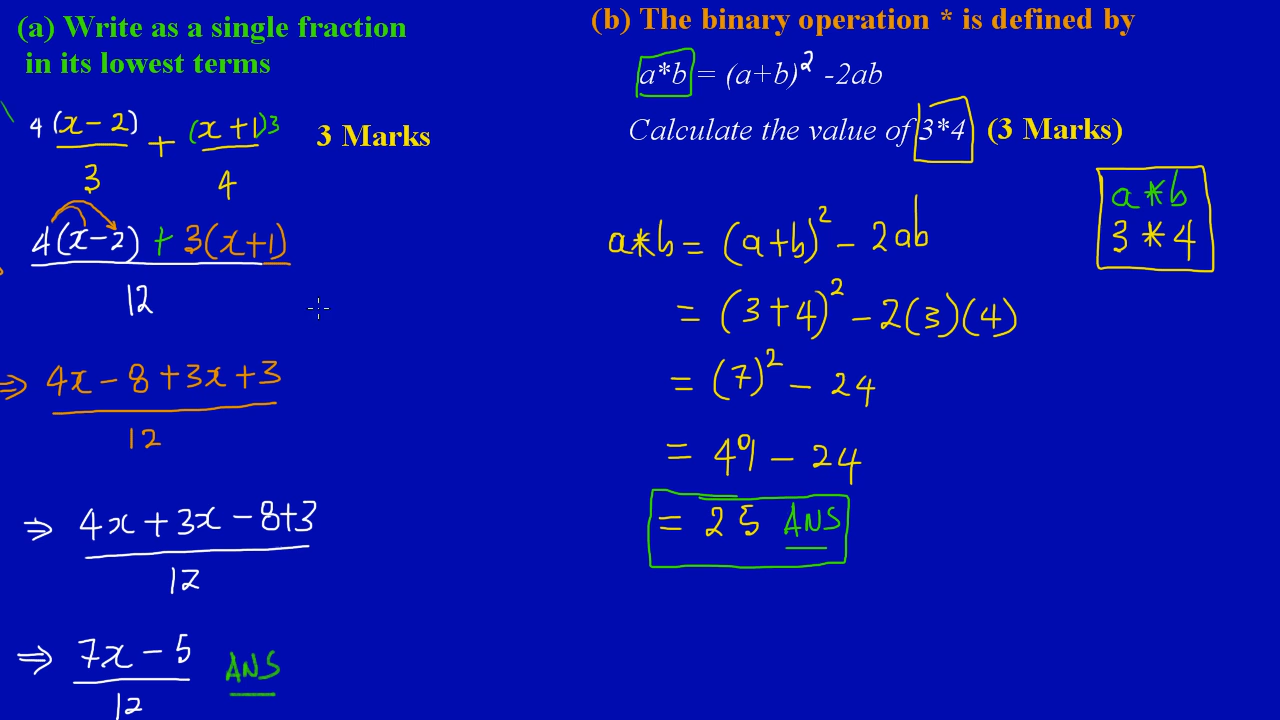 (a) Write as a single fraction
in its lowest terms
4(x - 2) + (x + 1)3 3 Marks
3 4
4(x-2) + 3(x+1)
12
⇒ 4x - 8 + 3x + 3
12
⇒ 4x + 3x - 8+3
12
⇒ 7x - 5 ANS
12
(b) The binary operation * is defined by
a*b = (a+b)2 -2ab
Calculate the value of 3*4 (3 Marks)
a*b
3*4
a*b = (a+b)2 - 2ab
= (3+4)2 - 2(3)(4)
= (7)2 - 24
= 49 - 24
= 25 ANS